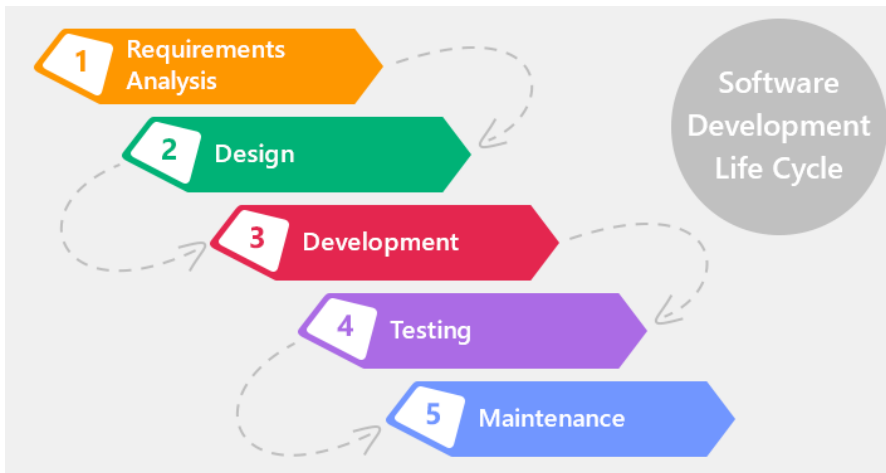 1
Requirements
Analysis
2
Design
3
Development
4
Testing
5
Maintenance
Software
Development
Life Cycle